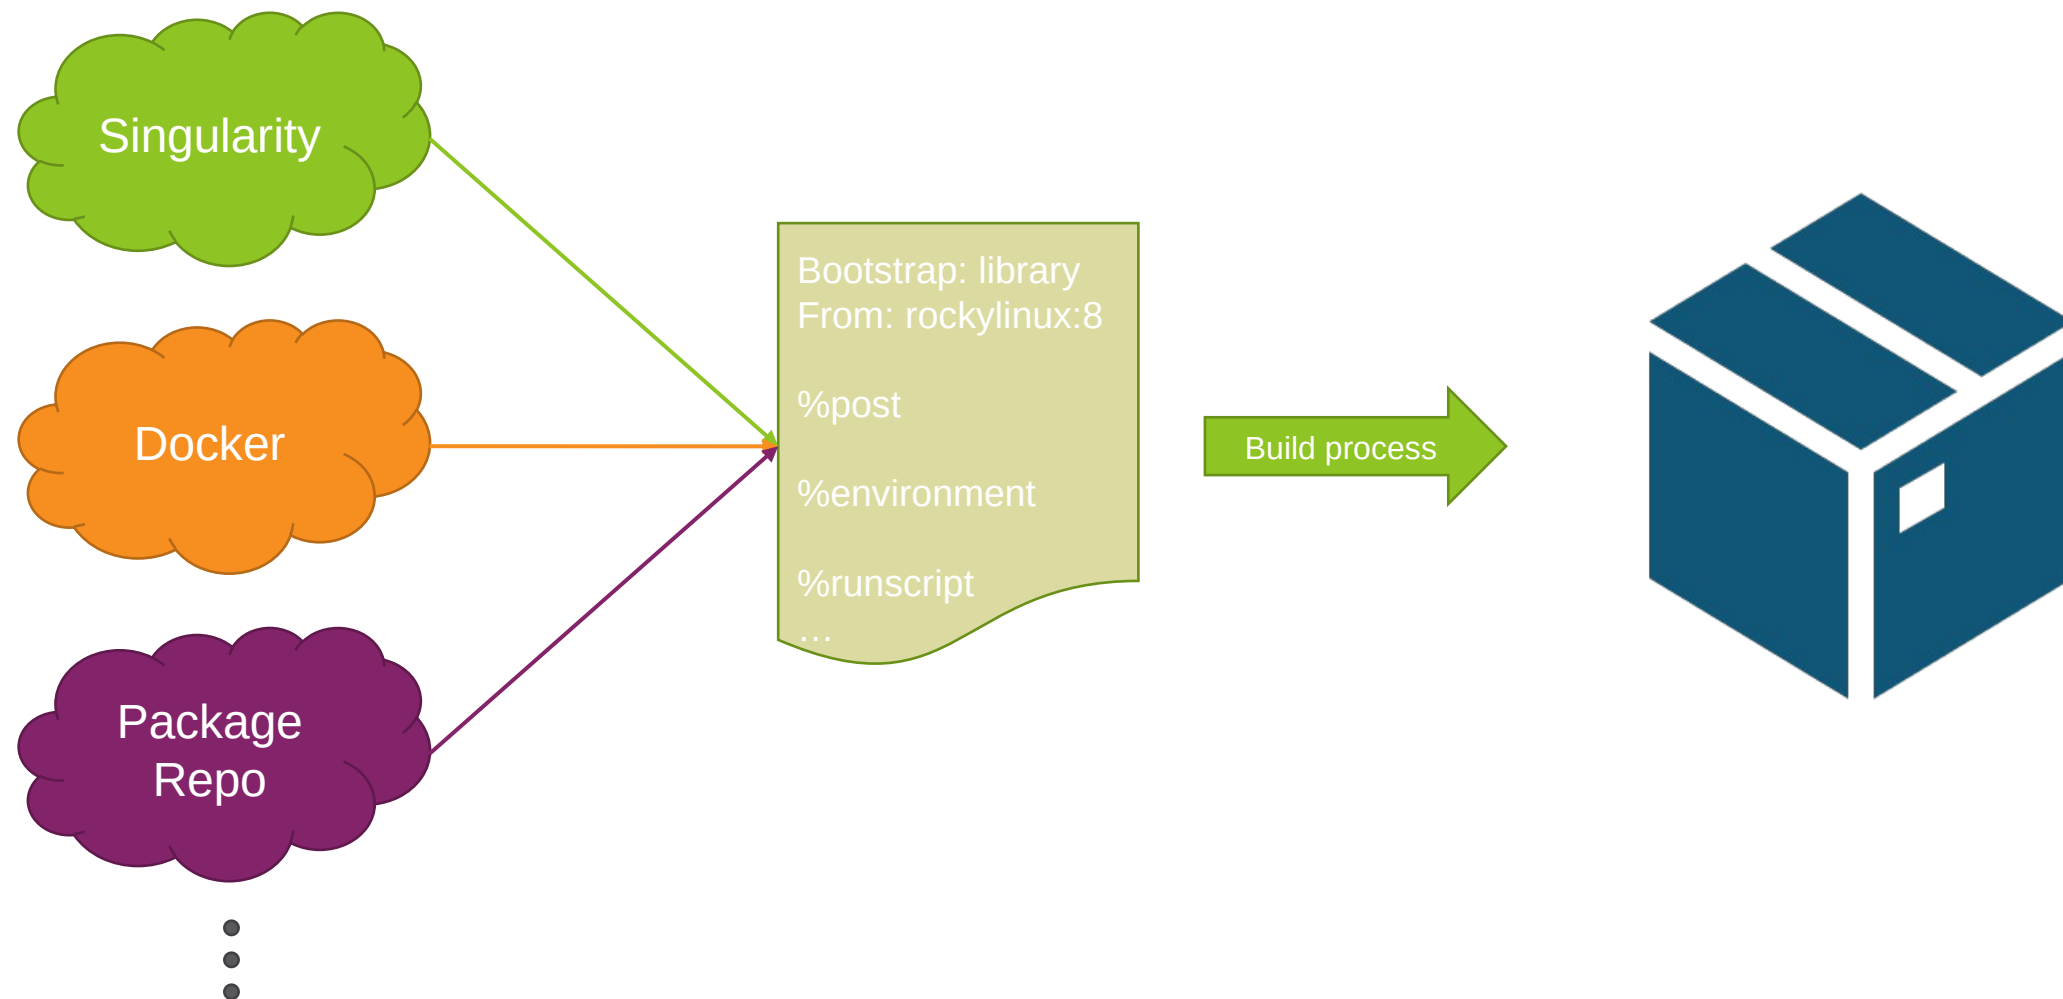 Singularity
Docker
Package
Repo
Bootstrap: library
From: rockylinux:8
%post
%environment
%runscript
…
Build process